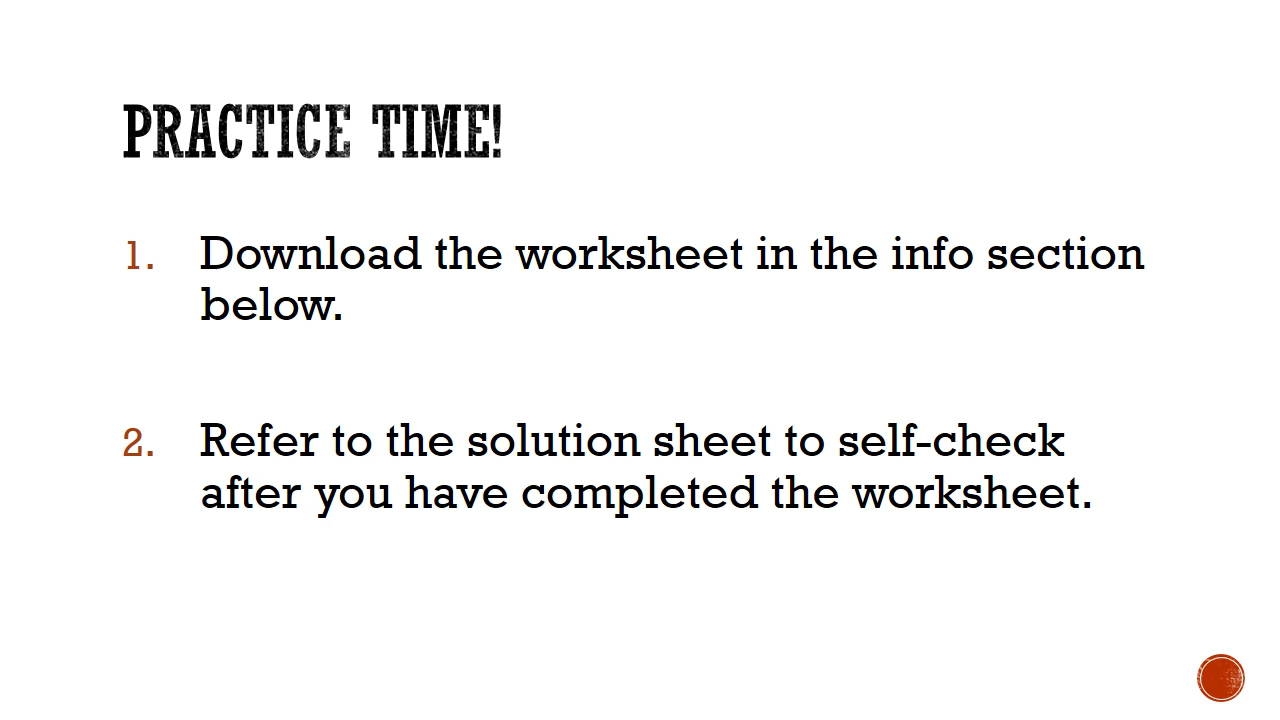 PRACTICE TIME!
1. Download the worksheet in the info section
below.
2. Refer to the solution sheet to self-check
after you have completed the worksheet.